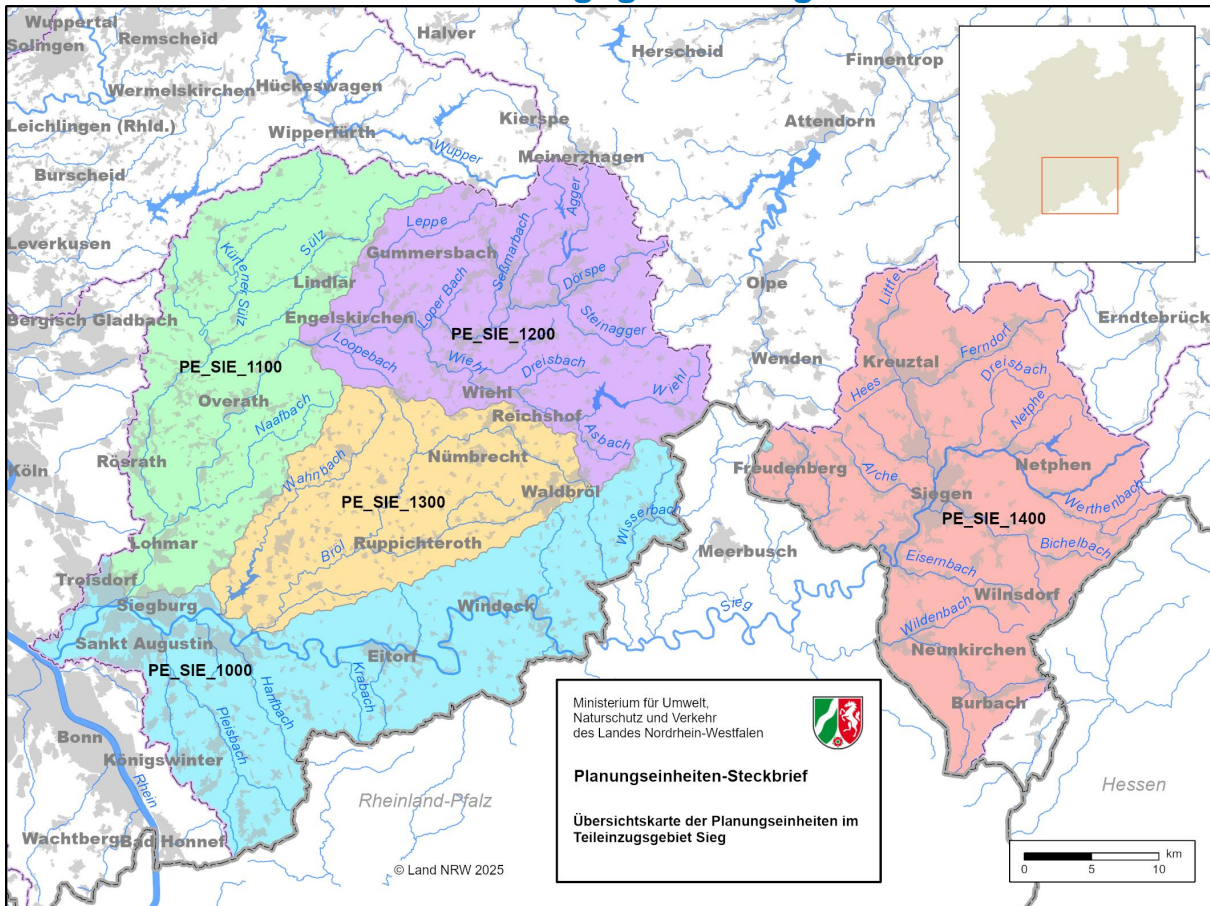 Wuppertal
Solingen
Remscheid
Halver
Herscheid
Finnentrop
Wermelskirchen
Hückeswagen
Leichlingen (Rhld.)
Wipperfürth
Kierspe
Attendorn
Wupper
Meinerzhagen
Burscheid
Leverkusen
Leppe
Agger
Gummersbach
Seßmarbach
Kürtener Sülz
Sülz
Lindlar
Dörspe
Olpe
Little
Bergisch Gladbach
Engelskirchen
Loper Bach
PE_SIE_1200
Steinagger
Erndtebrück
Ferndorf
PE_SIE_1100
Loopebach
Wiehl
Dreisbach
Wenden
Kreuztal
Dreisbach
Overath
Wiehl
Wiehl
Hees
Netphe
Naafbach
Reichshof
Asbach
Köln
Rösrath
Wahnbach
Nümbrecht
Freudenberg
Arche
Netphen
Waldbröl
Siegen
PE_SIE_1300
Wisserbach
Werthenbach
PE_SIE_1400
Lohmar
Bröl
Ruppichteroth
Meerbusch
Bichelbach
Troisdorf
Eisernbach
Siegburg
Windeck
Sieg
Wilnsdorf
Sankt Augustin
Wildenbach
PE_SIE_1000
Eitorf
Neunkirchen
Hanfbach
Krabach
Pleisbach
Burbach
Bonn
Königswinter
Rhein
Rheinland-Pfalz
Hessen
Wachtberg
Bad Honnef
© Land NRW 2025
Ministerium für Umwelt,
Naturschutz und Verkehr
des Landes Nordrhein-Westfalen
Planungseinheiten-Steckbrief
Übersichtskarte der Planungseinheiten im
Teileinzugsgebiet Sieg
km
0 5 10